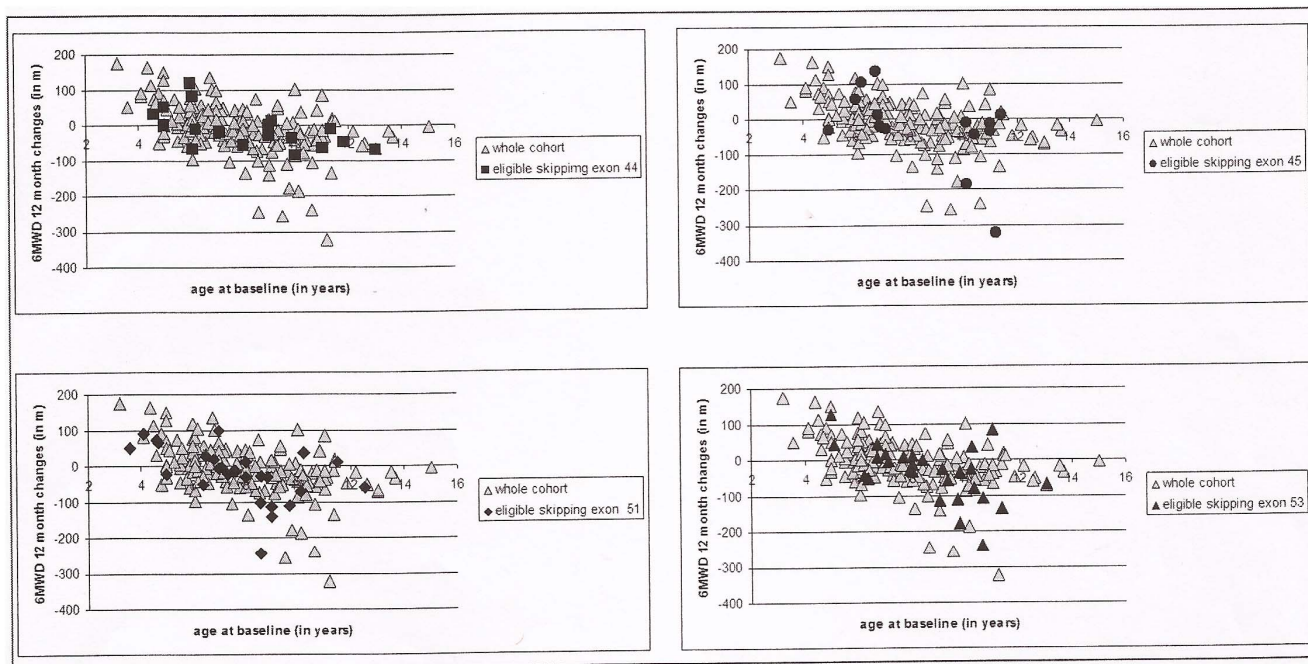 200
100
0
-100
-200
-300
-400
2 4 14 16
6MWD 12 month changes (in m)
age at baseline (in years)
whole cohort
eligible skippimg exon 44
200
100
0
-100
-200
-300
-400
2 4 14 16
6MWD 12 month changes (in m)
age at baseline (in years)
whole cohort
eligible skipping exon 45
200
100
0
-100
-200
-300
-400
2 4 14 16
6MWD 12 month changes (in m)
age at baseline (in years)
whole cohort
eligible skipping exon 51
200
100
0
-100
-200
-300
-400
2 4 14 16
6MWD 12 month changes (in m)
age at baseline (in years)
whole cohort
eligible skipping exon 53